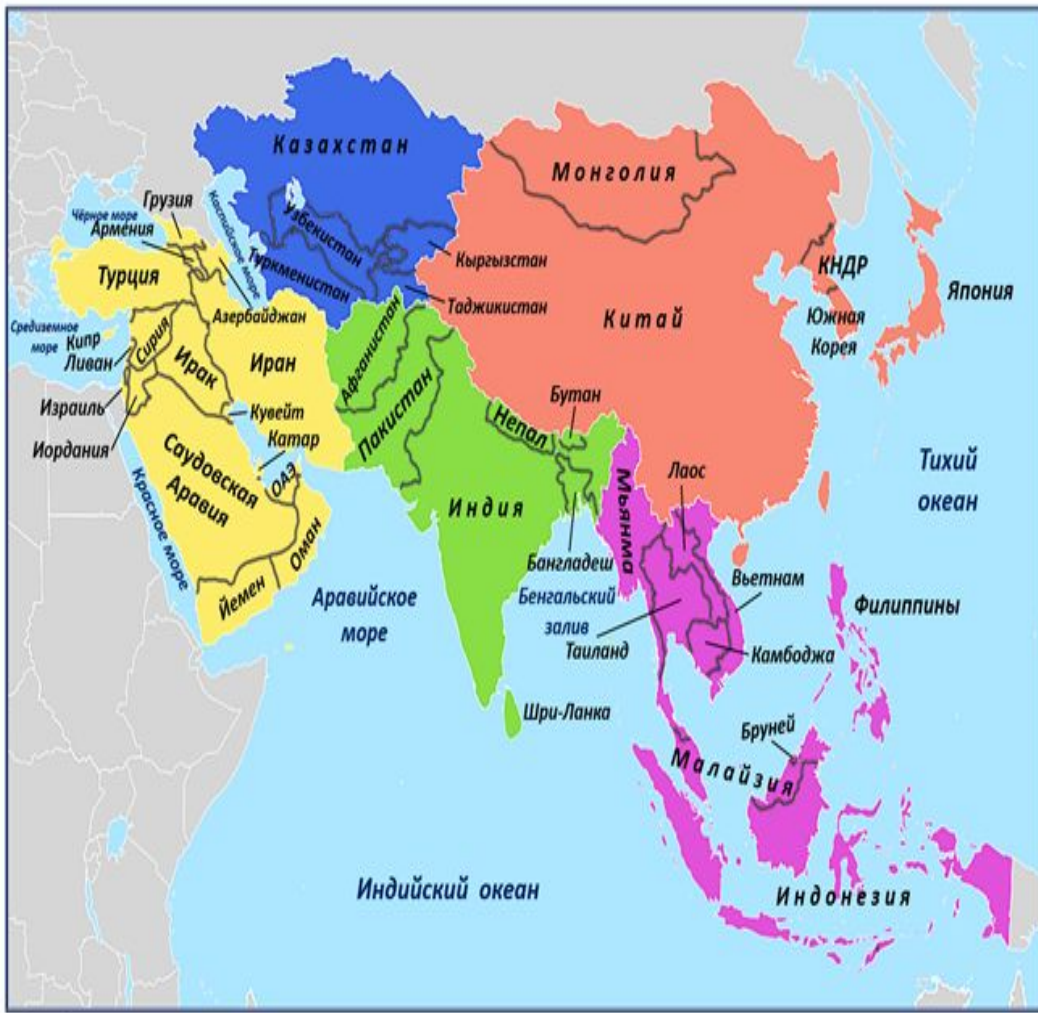 Казахстан
Монголия
Грузия
Чёрное море
Армения
Каспийское море
Узбекистан
Кыргызстан
Туркменистан
Турция
Таджикистан
КНДР
Япония
Азербайджан
Китай
Южная
Корея
Средиземное
море
Кипр
Ливан
Сирия
Ирак
Иран
Афганистан
Пакистан
Израиль
Кувейт
Непал
Бутан
Иордания
Катар
Саудовская
Аравия
ОАЭ
Лаос
Тихий
океан
Красное море
Индия
Мьянма
Оман
Йемен
Бангладеш
Вьетнам
Аравийское
море
Бенгальский
залив
Филиппины
Таиланд
Камбоджа
Шри-Ланка
Бруней
Малайзия
Индийский океан
Индонезия